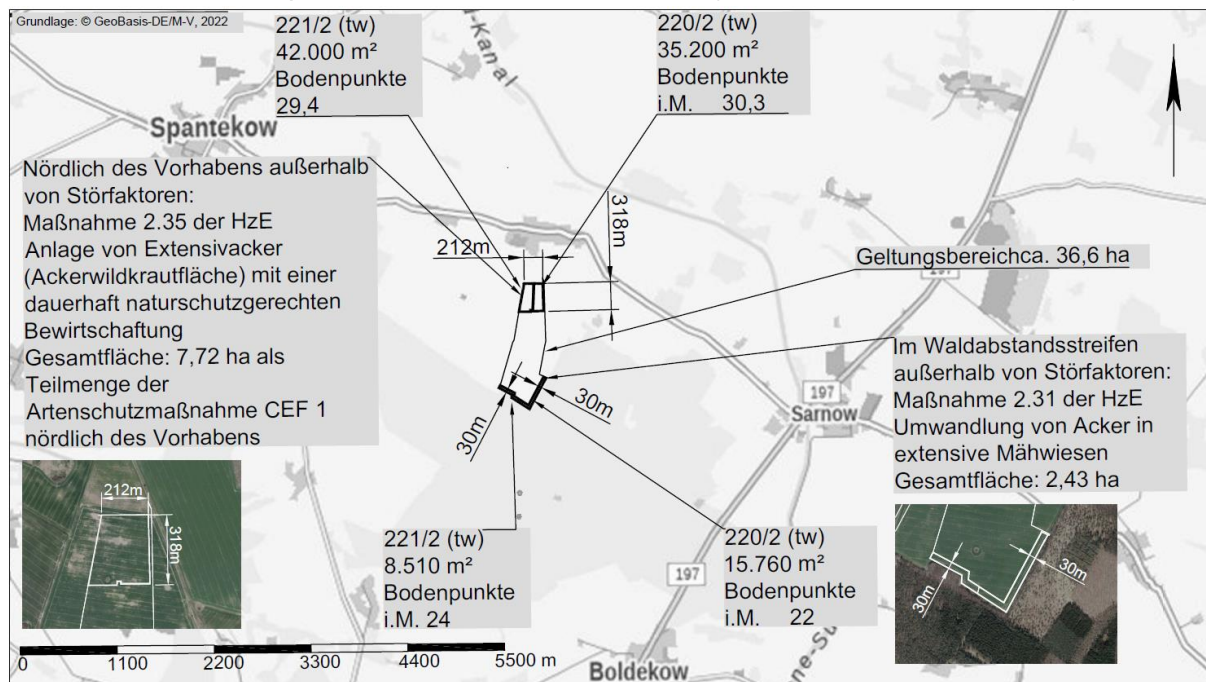 Grundlage: © GeoBasis-DE/M-V, 2022
221/2 (tw)
42.000 m²
Bodenpunkte
29,4
220/2 (tw)
35.200 m²
Bodenpunkte
i.M. 30,3
-Kanal
Spantekow
Nördlich des Vorhabens außerhalb
von Störfaktoren:
Maßnahme 2.35 der HzE
Anlage von Extensivacker
(Ackerwildkrautfläche) mit einer
dauerhaft naturschutzgerechten
Bewirtschaftung
Gesamtfläche: 7,72 ha als
Teilmenge der
Artenschutzmaßnahme CEF 1
nördlich des Vorhabens
212m
318m
Geltungsbereichca. 36,6 ha
197
Im Waldabstandsstreifen
außerhalb von Störfaktoren:
Maßnahme 2.31 der HzE
Umwandlung von Acker in
extensive Mähwiesen
Gesamtfläche: 2,43 ha
30m
30m
197
Sarnow
212m
318m
221/2 (tw)
8.510 m²
Bodenpunkte
i.M. 24
220/2 (tw)
15.760 m²
Bodenpunkte
i.M. 22
197
30m
30m
0 1100 2200 3300 4400 5500 m
Boldekow